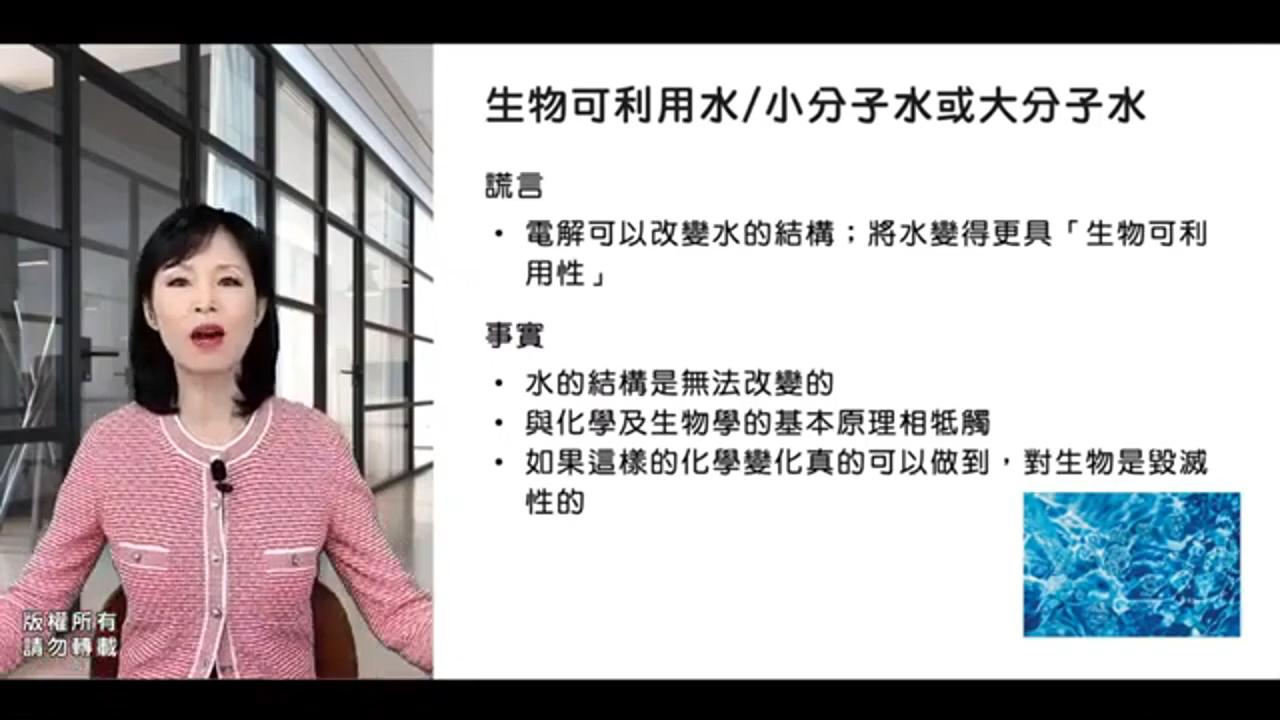 生物可利用水/小分子水或大分子水
謊言
• 電解可以改變水的結構；將水變得更具「生物可利
用性」
事實
• 水的結構是無法改變的
• 與化學及生物學的基本原理相牴觸
• 如果這樣的化學變化真的可以做到，對生物是毀滅
性的
版權所有
請勿轉載